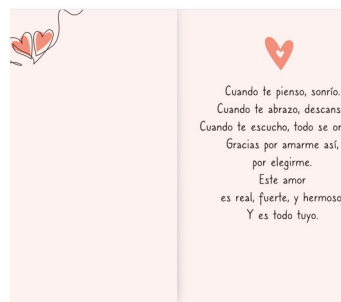 Cuando te pienso, sonrío.
Cuando te abrazo,
Cuando te escucho, todo se
Gracias por amarme así,
por elegirme.
Este amor
es real, fuerte, y hermoso
Y es todo tuyo.